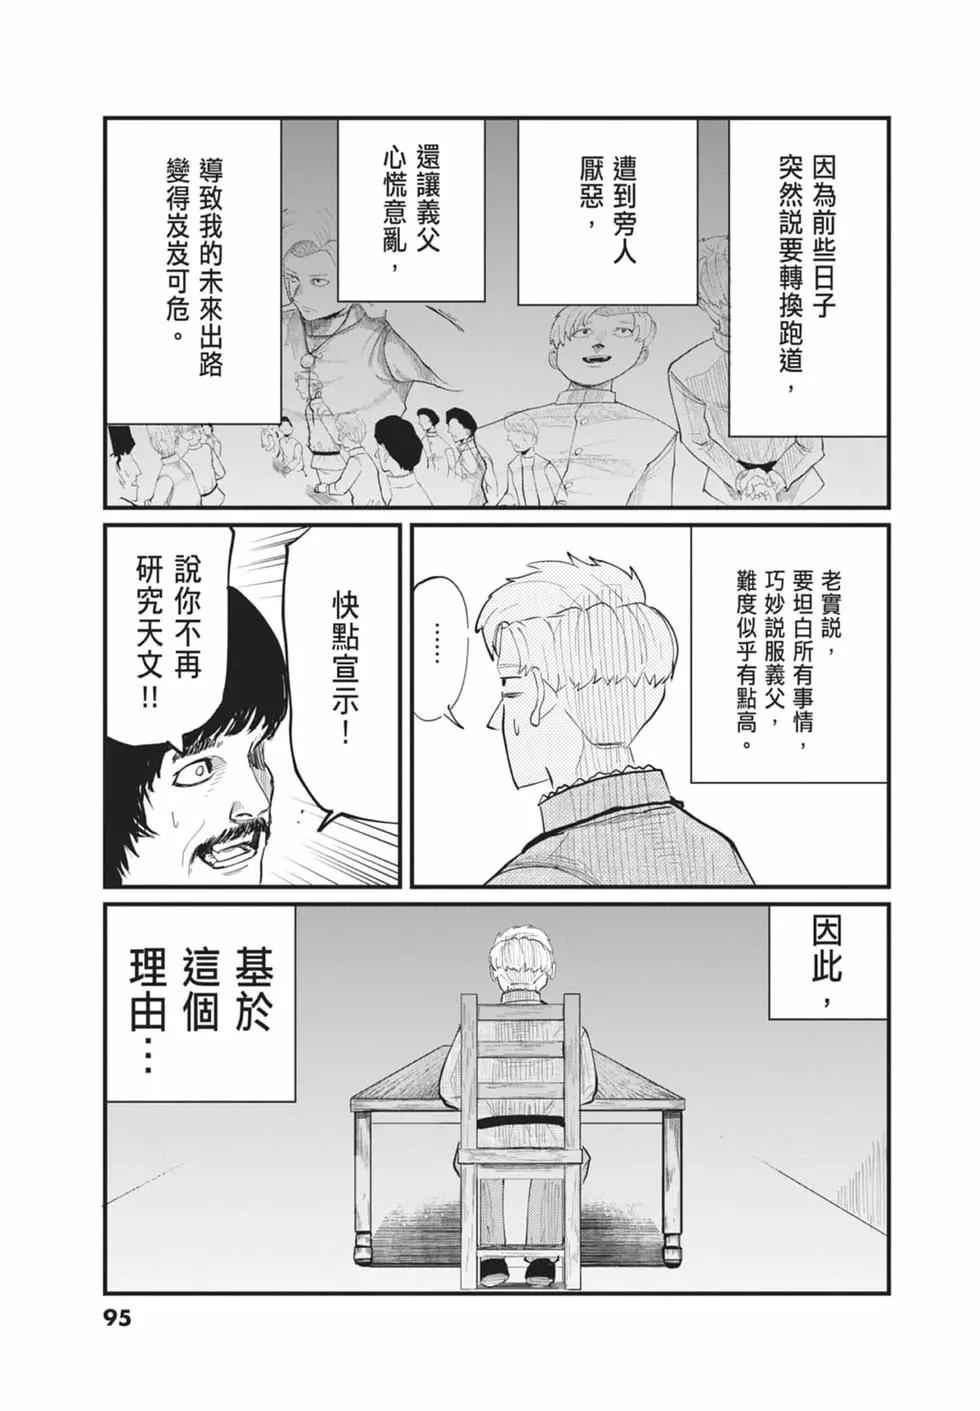 因為前些日子
突然說要轉換跑道，
遭到旁人
厭惡，
還讓義父
心慌意亂，
導致我的未來出路
變得岌岌可危。
老實說，
要坦白所有事情，
巧妙說服義父，
難度似乎有點高。
……
快點宣示！
說你不再
研究天文!!
因此，
基於
這個
理由…
95